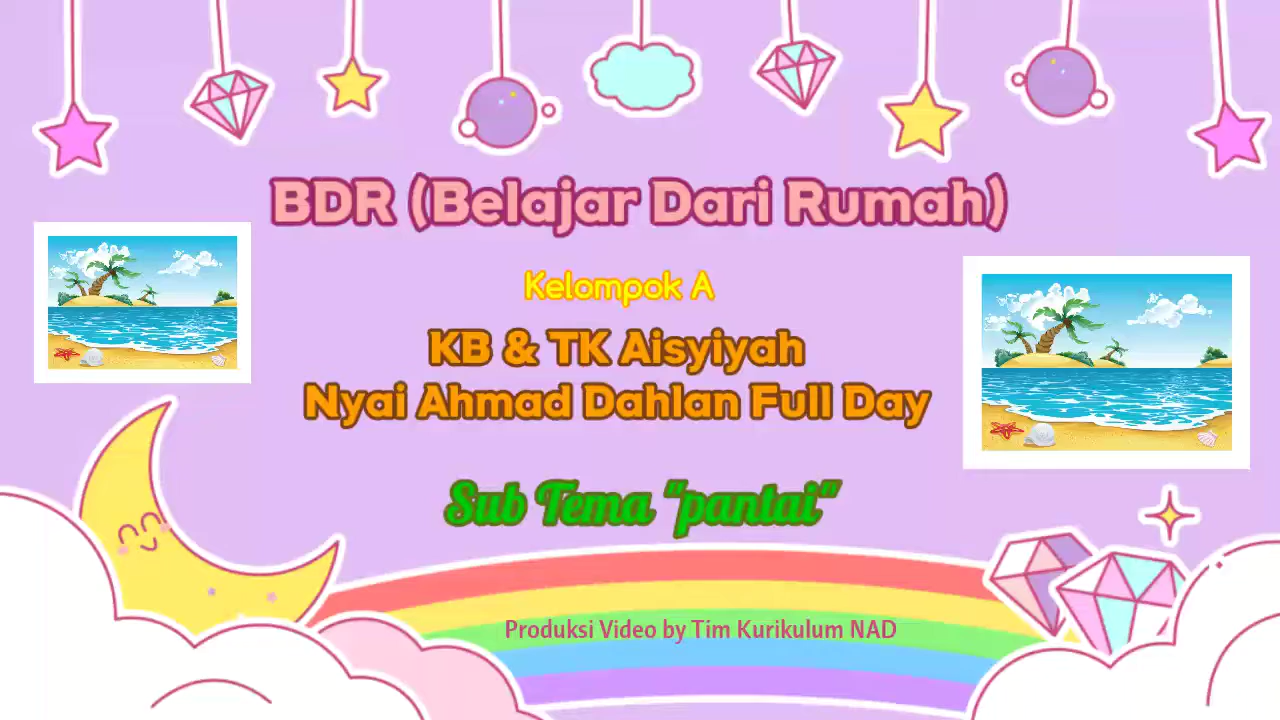 BDR (Belajar Dari Rumah)
Kelompok A
KB & TK Aisyiyah
Nyai Ahmad Dahlan Full Day
Sub Tema "pantai"
Produksi Video by Tim Kurikulum NAD